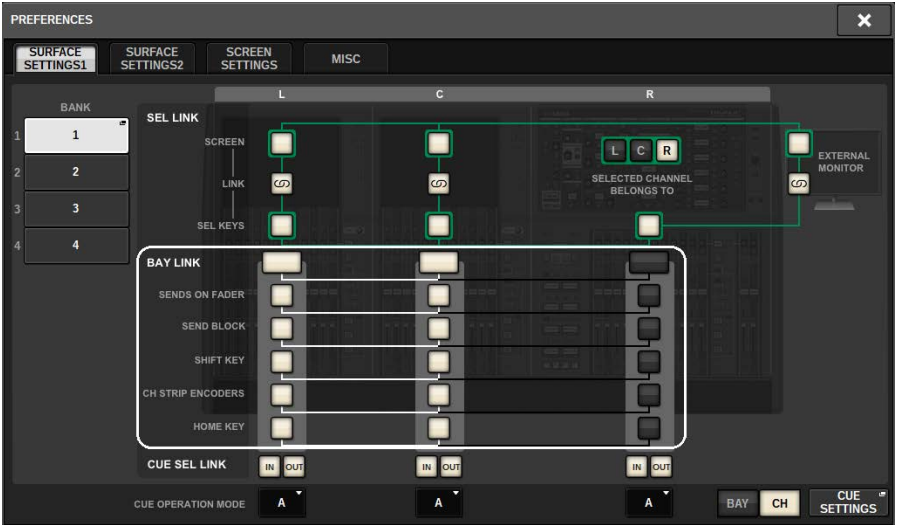 PREFERENCES
SURFACE SETTINGS1
SURFACE SETTINGS2
SCREEN SETTINGS
MISC
L C R
BANK
1 1
2 2
3 3
4 4
SEL LINK
SCREEN
LINK
SEL KEYS
L C R
SELECTED CHANNEL
BELONGS TO
EXTERNAL
MONITOR
BAY LINK
SENDS ON FADER
SEND BLOCK
SHIFT KEY
CH STRIP ENCODERS
HOME KEY
CUE SEL LINK IN OUT IN OUT IN OUT
CUE OPERATION MODE A A A BAY CH
CUE
SETTINGS